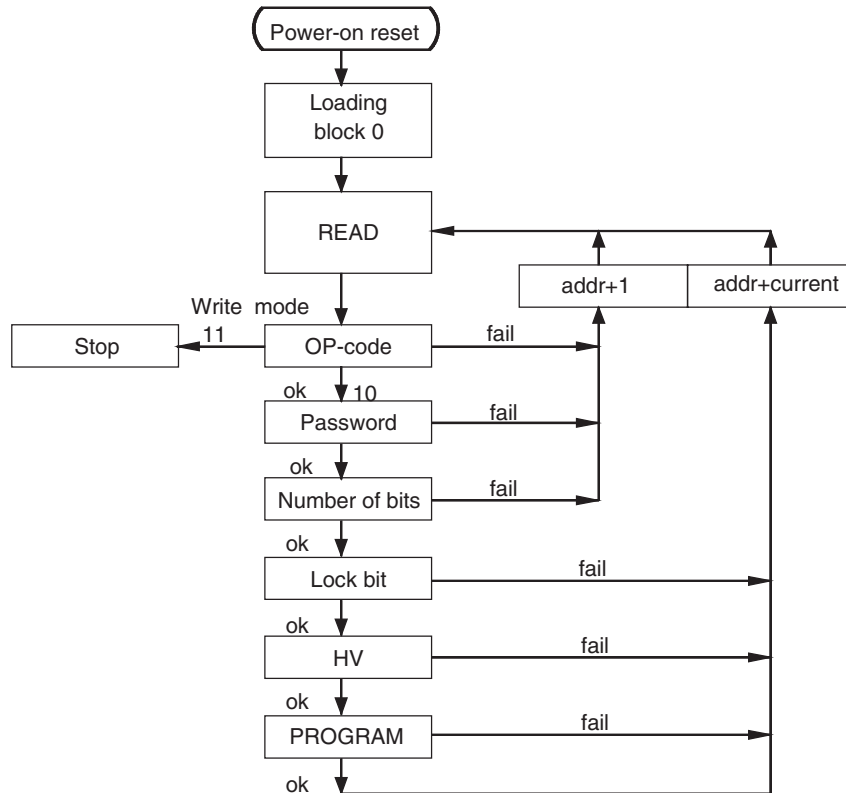 Power-on reset
Loading
block 0
READ
addr+1
addr+current
Write mode
11
Stop
OP-code
fail
ok
10
Password
fail
ok
Number of bits
fail
ok
Lock bit
fail
ok
HV
fail
ok
PROGRAM
fail
ok